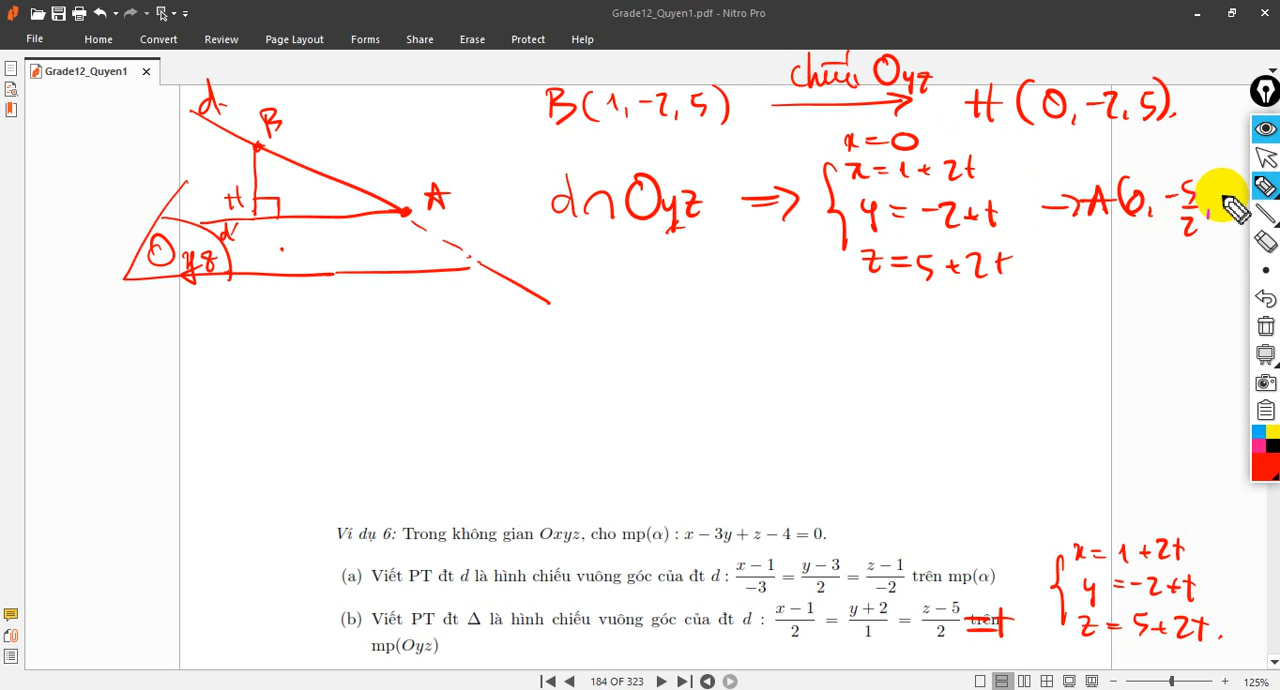 Grade12_Quyen1.pdf - Nitro Pro
File Home Convert Review Page Layout Forms Share Erase Protect Help
Grade12_Quyen1
B(1,-2,5) chiếu Oyz H(0,-2,5).
x=0
x=1+2t
d∩Oyz ⇒ { y=-2+t → A(0, -5/2,
z=5+2t
d
B
H
A
d'
Oyz
Ví dụ 6: Trong không gian Oxyz, cho mp(α) : x − 3y + z − 4 = 0.
(a) Viết PT đt d là hình chiếu vuông góc của đt d : (x − 1)/−3 = (y − 3)/2 = (z − 1)/−2 trên mp(α)
(b) Viết PT đt Δ là hình chiếu vuông góc của đt d : (x − 1)/2 = (y + 2)/1 = (z − 5)/2 trên =t
mp(Oyz)
x=1+2t
y=-2+t
z=5+2t.
184 OF 323
125%